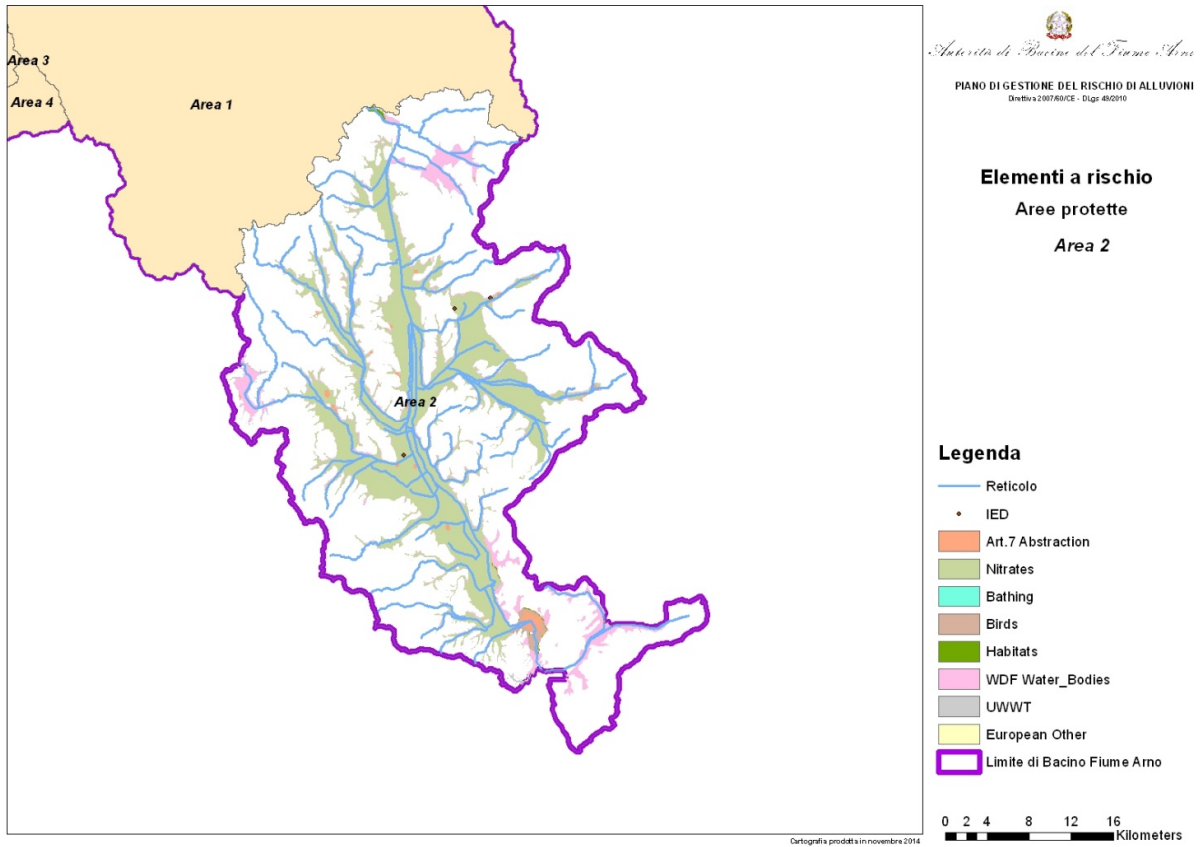 Area 3
Area 4
Area 1
Area 2
Autorità di Bacino del Fiume Arno
PIANO DI GESTIONE DEL RISCHIO DI ALLUVIONI
Direttiva 2007/60/CE - DLgs 49/2010
Elementi a rischio
Aree protette
Area 2
Legenda
Reticolo
IED
Art.7 Abstraction
Nitrates
Bathing
Birds
Habitats
WDF Water_Bodies
UWWT
European Other
Limite di Bacino Fiume Arno
0 2 4 8 12 16
Kilometers
Cartografia prodotta in novembre 2014